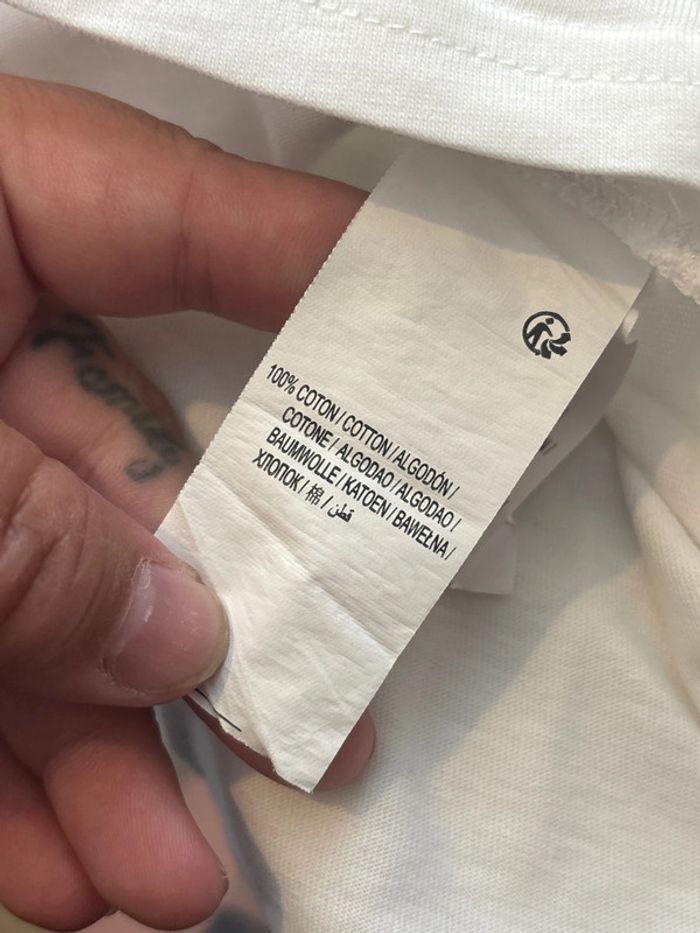 100% COTON / COTTON / ALGODÓN /
COTONE / ALGODAO / ALGODAO /
BAUMWOLLE / KATOEN / BAWEŁNA /
ХЛОПОК / 棉 / قطن